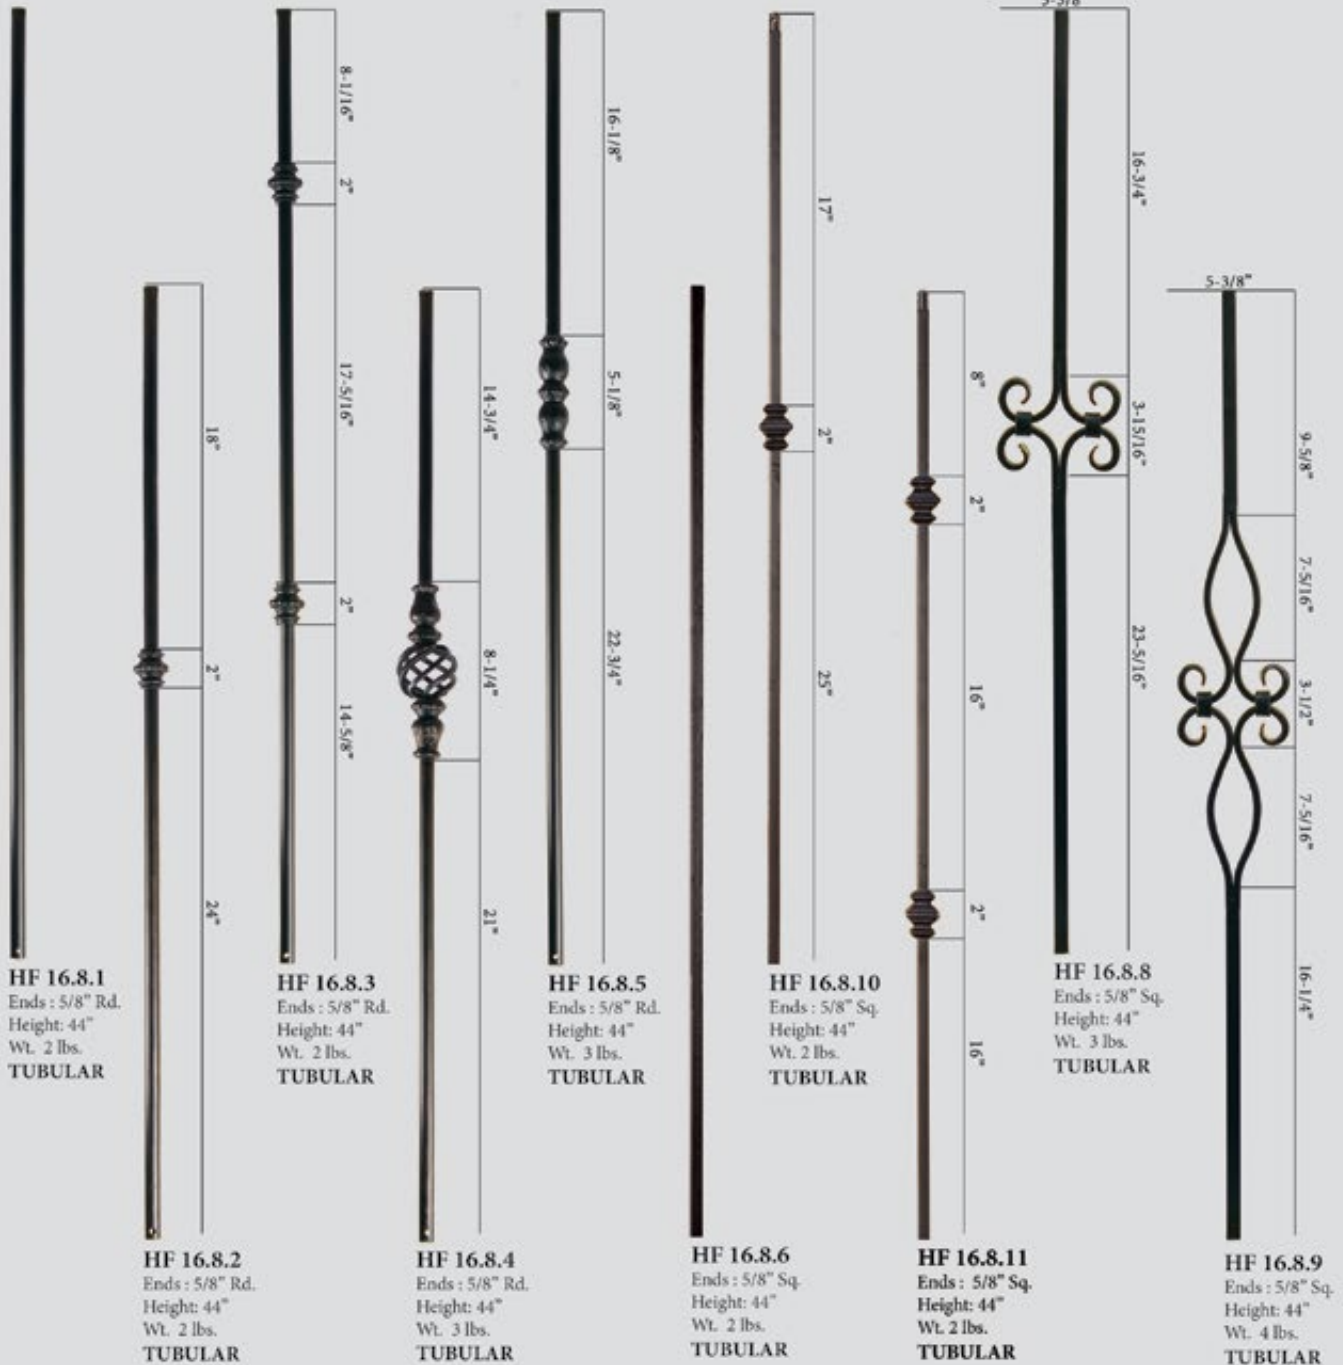 HF 16.8.1
Ends : 5/8" Rd.
Height: 44"
Wt. 2 lbs.
TUBULAR
18"
2"
24"
HF 16.8.2
Ends : 5/8" Rd.
Height: 44"
Wt. 2 lbs.
TUBULAR
8-1/16"
2"
17-5/16"
2"
14-5/8"
HF 16.8.3
Ends : 5/8" Rd.
Height: 44"
Wt. 2 lbs.
TUBULAR
14-3/4"
8-1/4"
21"
HF 16.8.4
Ends : 5/8" Rd.
Height: 44"
Wt. 3 lbs.
TUBULAR
16-1/8"
5-1/8"
22-3/4"
HF 16.8.5
Ends : 5/8" Rd.
Height: 44"
Wt. 3 lbs.
TUBULAR
HF 16.8.6
Ends : 5/8" Sq.
Height: 44"
Wt. 2 lbs.
TUBULAR
17"
2"
25"
HF 16.8.10
Ends : 5/8" Sq.
Height: 44"
Wt. 2 lbs.
TUBULAR
8"
2"
16"
2"
16"
HF 16.8.11
Ends : 5/8" Sq.
Height: 44"
Wt. 2 lbs.
TUBULAR
16-3/4"
3-15/16"
23-5/16"
HF 16.8.8
Ends : 5/8" Sq.
Height: 44"
Wt. 3 lbs.
TUBULAR
5-3/8"
9-5/8"
7-5/16"
3-1/2"
7-5/16"
16-1/4"
HF 16.8.9
Ends : 5/8" Sq.
Height: 44"
Wt. 4 lbs.
TUBULAR